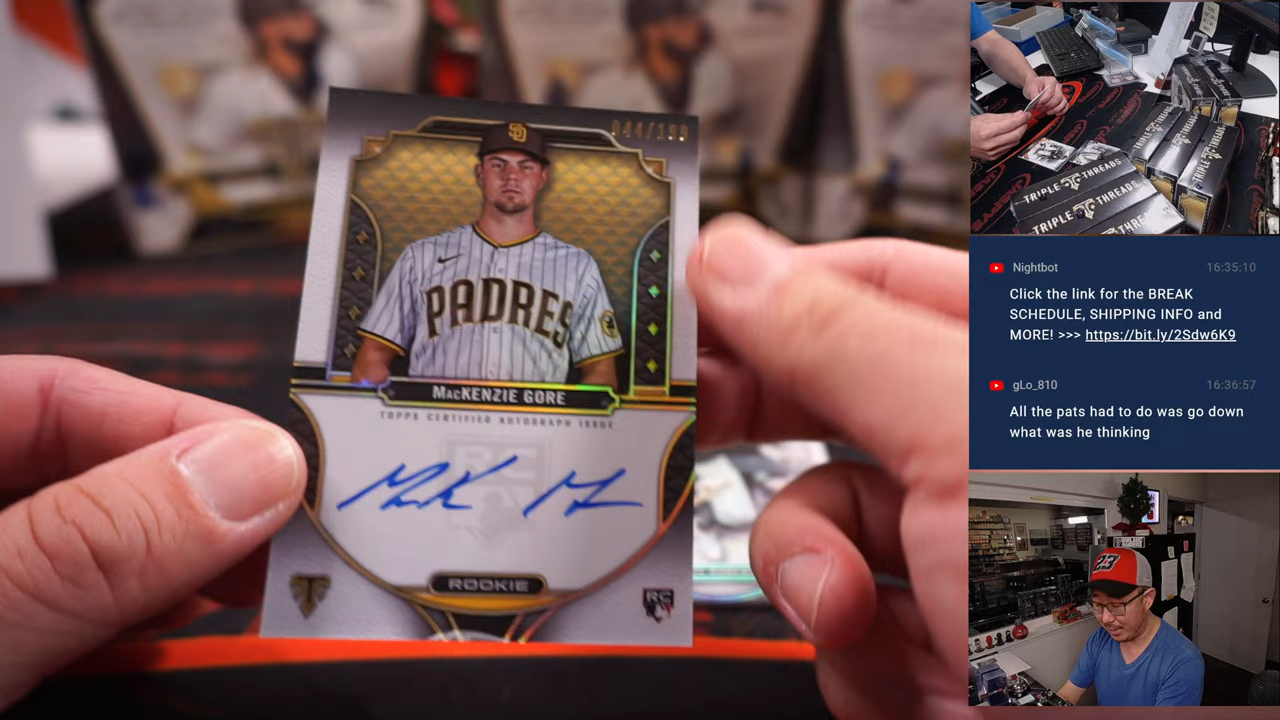 044/199
PADRES
MACKENZIE GORE
TOPPS CERTIFIED AUTOGRAPH ISSUE
RC
ROOKIE
RC
TRIPLE THREADS
TRIPLE THREADS
TRIPLE
Nightbot 16:35:10
Click the link for the BREAK
SCHEDULE, SHIPPING INFO and
MORE! >>> https://bit.ly/2Sdw6K9
gLo_810 16:36:57
All the pats had to do was go down
what was he thinking
23